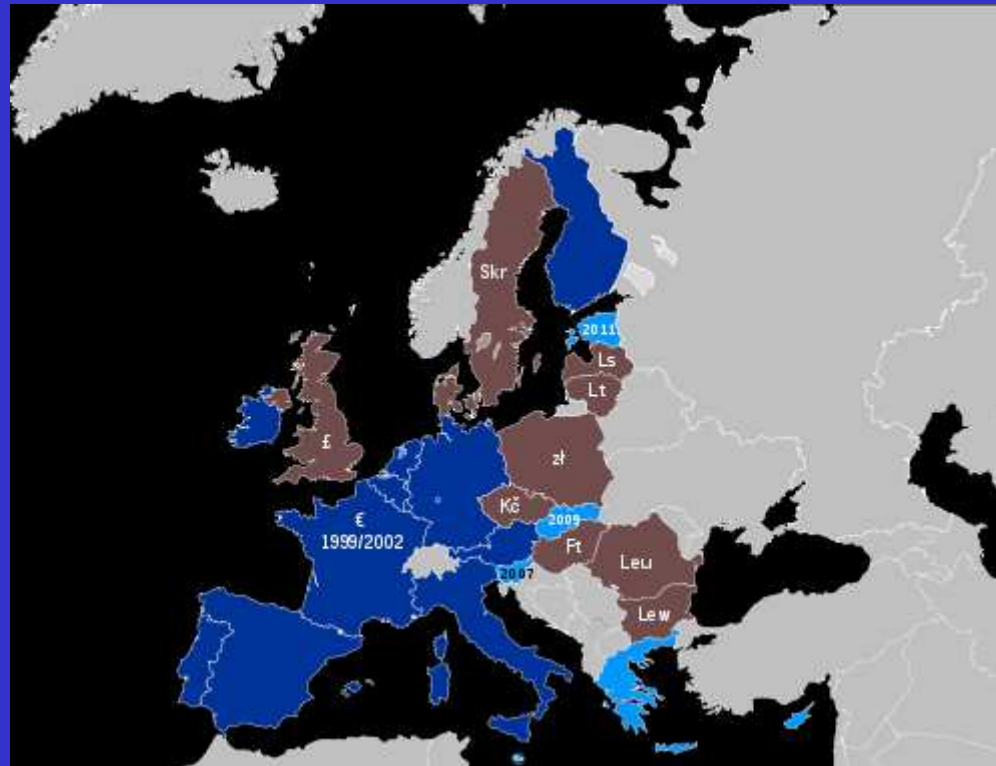 Skr
2011
Ls
Lt
£
zł
Kč
€
1999/2002
2009
Ft
2007
Leu
Lew